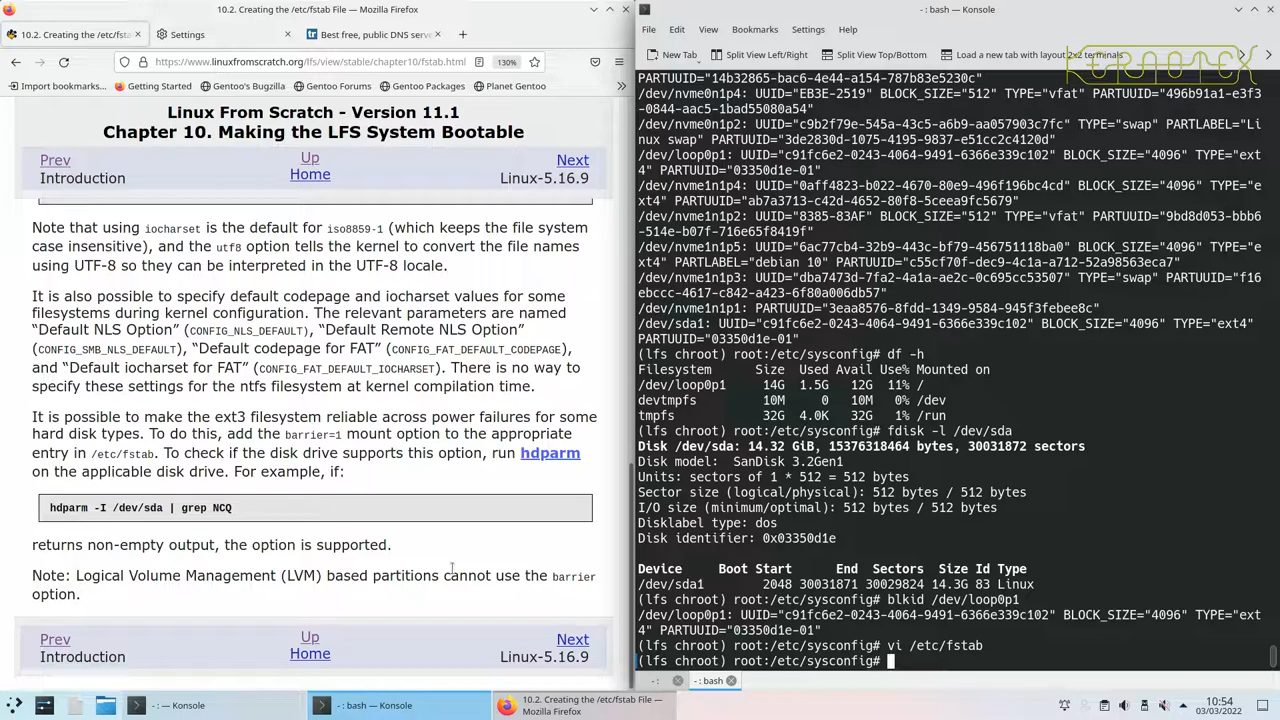 10.2. Creating the /etc/fstab File — Mozilla Firefox
10.2. Creating the /etc/fsta
Settings
Best free, public DNS serve
https://www.linuxfromscratch.org/lfs/view/stable/chapter10/fstab.html
130%
Import bookmarks...
Getting Started
Gentoo's Bugzilla
Gentoo Forums
Gentoo Packages
Planet Gentoo
Linux From Scratch - Version 11.1
Chapter 10. Making the LFS System Bootable
Prev
Up
Next
Introduction
Home
Linux-5.16.9
Note that using iocharset is the default for iso8859-1 (which keeps the file system
case insensitive), and the utf8 option tells the kernel to convert the file names
using UTF-8 so they can be interpreted in the UTF-8 locale.
It is also possible to specify default codepage and iocharset values for some
filesystems during kernel configuration. The relevant parameters are named
“Default NLS Option” (CONFIG_NLS_DEFAULT), “Default Remote NLS Option”
(CONFIG_SMB_NLS_DEFAULT), “Default codepage for FAT” (CONFIG_FAT_DEFAULT_CODEPAGE),
and “Default iocharset for FAT” (CONFIG_FAT_DEFAULT_IOCHARSET). There is no way to
specify these settings for the ntfs filesystem at kernel compilation time.
It is possible to make the ext3 filesystem reliable across power failures for some
hard disk types. To do this, add the barrier=1 mount option to the appropriate
entry in /etc/fstab. To check if the disk drive supports this option, run hdparm
on the applicable disk drive. For example, if:
hdparm -I /dev/sda | grep NCQ
returns non-empty output, the option is supported.
Note: Logical Volume Management (LVM) based partitions cannot use the barrier
option.
Prev
Up
Next
Introduction
Home
Linux-5.16.9
- : bash — Konsole
File
Edit
View
Bookmarks
Settings
Help
New Tab
Split View Left/Right
Split View Top/Bottom
Load a new tab with layout 2x2 terminals
KERNOTEX
PARTUUID="14b32865-bac6-4e44-a154-787b83e5230c"
/dev/nvme0n1p4: UUID="EB3E-2519" BLOCK_SIZE="512" TYPE="vfat" PARTUUID="496b91a1-e3f3
-0844-aac5-1bad55080a54"
/dev/nvme0n1p2: UUID="c9b2f79e-545a-43c5-a6b9-aa057903c7fc" TYPE="swap" PARTLABEL="Li
nux swap" PARTUUID="3de2830d-1075-4195-9837-e51cc2c4120d"
/dev/loop0p1: UUID="c91fc6e2-0243-4064-9491-6366e339c102" BLOCK_SIZE="4096" TYPE="ext
4" PARTUUID="03350d1e-01"
/dev/nvme1n1p4: UUID="0aff4823-b022-4670-80e9-496f196bc4cd" BLOCK_SIZE="4096" TYPE="e
xt4" PARTUUID="ab7a3713-c42d-4652-80f8-5ceea9fc5679"
/dev/nvme1n1p2: UUID="8385-83AF" BLOCK_SIZE="512" TYPE="vfat" PARTUUID="9bd8d053-bbb6
-514e-b07f-716e65f8419f"
/dev/nvme1n1p5: UUID="6ac77cb4-32b9-443c-bf79-456751118ba0" BLOCK_SIZE="4096" TYPE="e
xt4" PARTLABEL="debian 10" PARTUUID="c55cf70f-dec9-4c1a-a712-52a98563eca7"
/dev/nvme1n1p3: UUID="dba7473d-7fa2-4a1a-ae2c-0c695cc53507" TYPE="swap" PARTUUID="f16
ebccc-4617-c842-a423-6f80a006db57"
/dev/nvme1n1p1: PARTUUID="3eaa8576-8fdd-1349-9584-945f3febee8c"
/dev/sda1: UUID="c91fc6e2-0243-4064-9491-6366e339c102" BLOCK_SIZE="4096" TYPE="ext4"
PARTUUID="03350d1e-01"
(lfs chroot) root:/etc/sysconfig# df -h
Filesystem      Size  Used Avail Use% Mounted on
/dev/loop0p1     14G  1.5G   12G  11% /
devtmpfs         10M     0   10M   0% /dev
tmpfs            32G  4.0K   32G   1% /run
(lfs chroot) root:/etc/sysconfig# fdisk -l /dev/sda
Disk /dev/sda: 14.32 GiB, 15376318464 bytes, 30031872 sectors
Disk model:  SanDisk 3.2Gen1
Units: sectors of 1 * 512 = 512 bytes
Sector size (logical/physical): 512 bytes / 512 bytes
I/O size (minimum/optimal): 512 bytes / 512 bytes
Disklabel type: dos
Disk identifier: 0x03350d1e
Device     Boot Start      End  Sectors  Size Id Type
/dev/sda1        2048 30031871 30029824 14.3G 83 Linux
(lfs chroot) root:/etc/sysconfig# blkid /dev/loop0p1
/dev/loop0p1: UUID="c91fc6e2-0243-4064-9491-6366e339c102" BLOCK_SIZE="4096" TYPE="ext
4" PARTUUID="03350d1e-01"
(lfs chroot) root:/etc/sysconfig# vi /etc/fstab
(lfs chroot) root:/etc/sysconfig#
- :
- : bash
- : — Konsole
- : bash — Konsole
10.2. Creating the /etc/fstab File — Mozilla Firefox
10:54
03/03/2022